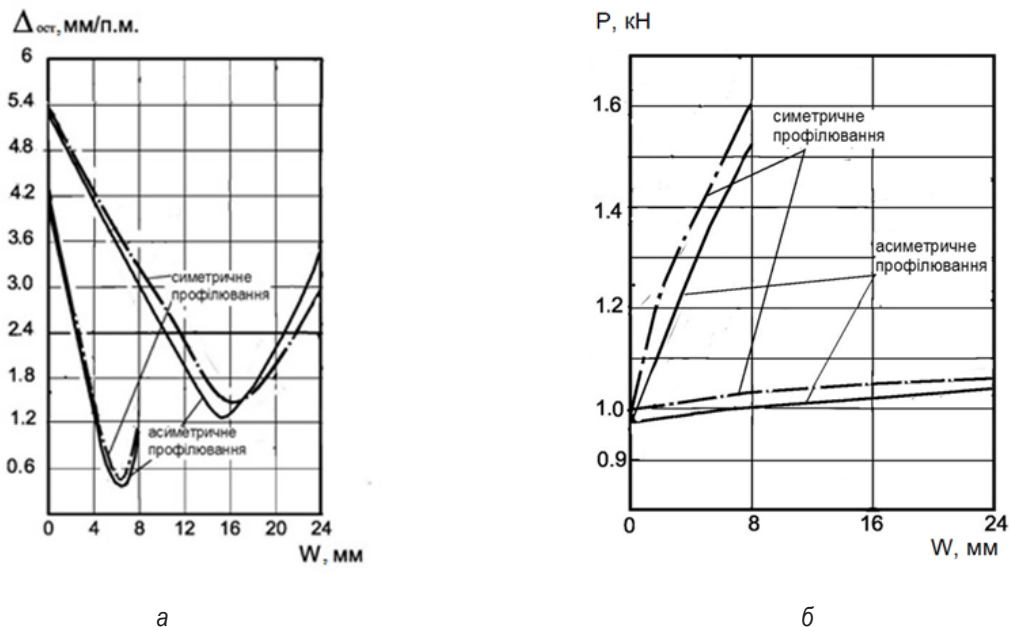 Δост, мм/п.м.
6
5.4
4.8
4.2
3.6
3.0
2.4
1.8
1.2
0.6
симетричне
профілювання
асиметричне
профілювання
0 4 8 12 16 20 24
W, мм
а
P, кН
1.6
1.4
1.2
1.0
0.9
симетричне
профілювання
асиметричне
профілювання
0 8 16 24
W, мм
б